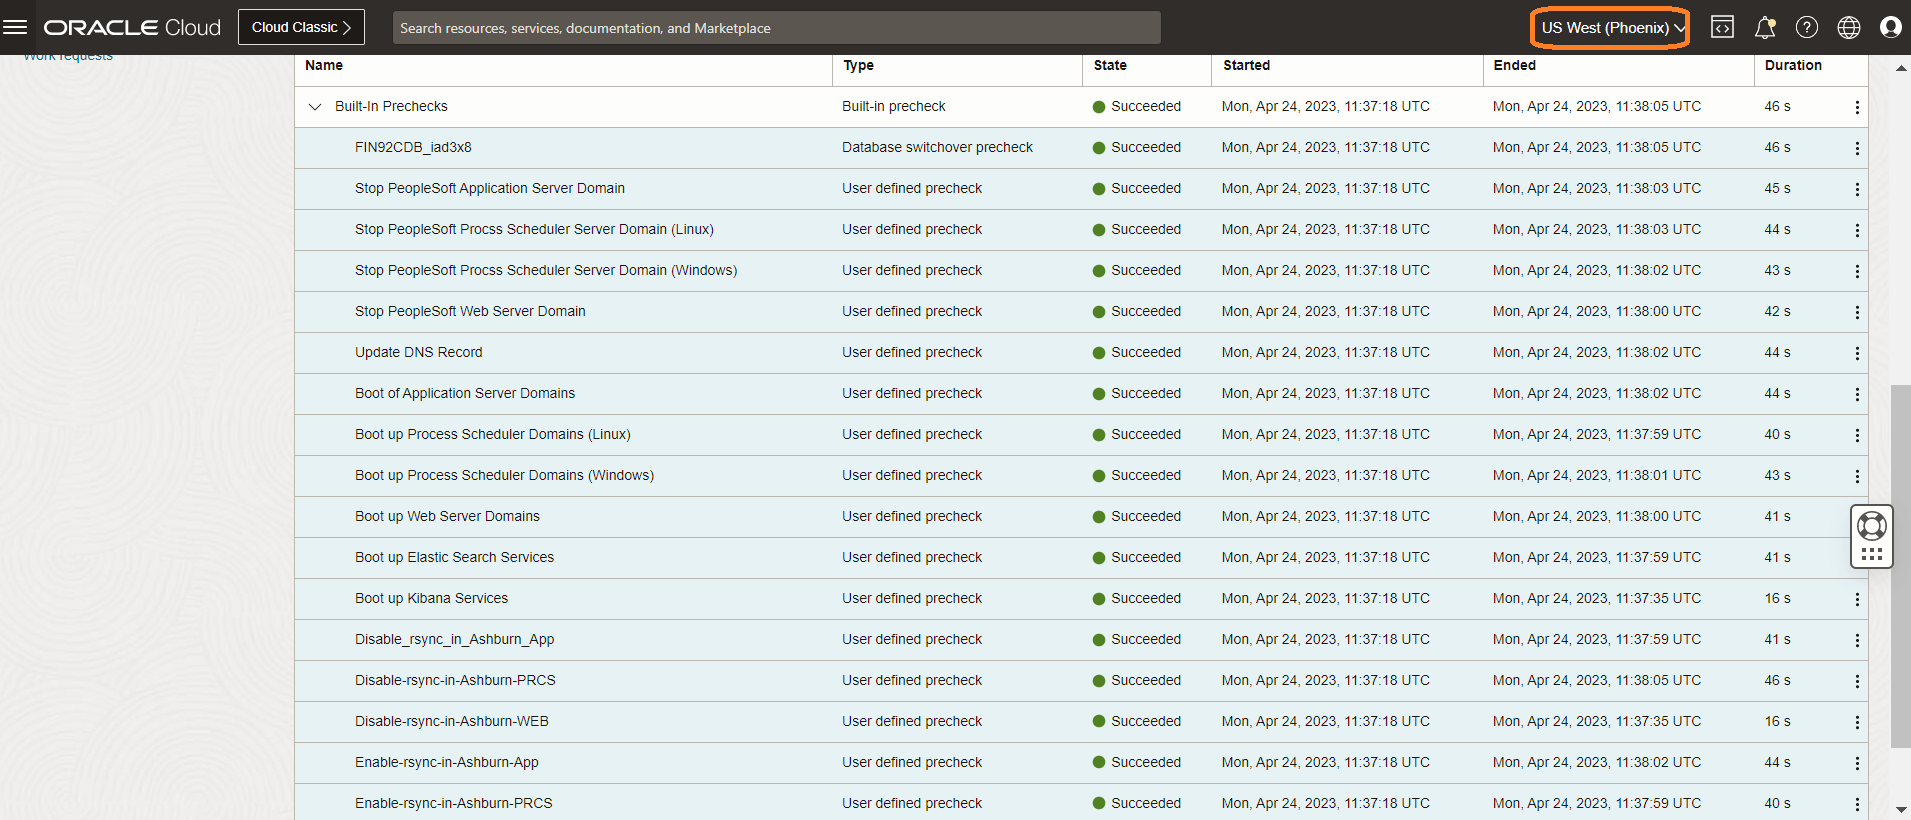 ORACLE Cloud Cloud Classic Search resources, services, documentation, and Marketplace US West (Phoenix)
Work requests
Name Type State Started Ended Duration
Built-In Prechecks Built-in precheck Succeeded Mon, Apr 24, 2023, 11:37:18 UTC Mon, Apr 24, 2023, 11:38:05 UTC 46 s
FIN92CDB_iad3x8 Database switchover precheck Succeeded Mon, Apr 24, 2023, 11:37:18 UTC Mon, Apr 24, 2023, 11:38:05 UTC 46 s
Stop PeopleSoft Application Server Domain User defined precheck Succeeded Mon, Apr 24, 2023, 11:37:18 UTC Mon, Apr 24, 2023, 11:38:03 UTC 45 s
Stop PeopleSoft Procss Scheduler Server Domain (Linux) User defined precheck Succeeded Mon, Apr 24, 2023, 11:37:18 UTC Mon, Apr 24, 2023, 11:38:03 UTC 44 s
Stop PeopleSoft Procss Scheduler Server Domain (Windows) User defined precheck Succeeded Mon, Apr 24, 2023, 11:37:18 UTC Mon, Apr 24, 2023, 11:38:02 UTC 43 s
Stop PeopleSoft Web Server Domain User defined precheck Succeeded Mon, Apr 24, 2023, 11:37:18 UTC Mon, Apr 24, 2023, 11:38:00 UTC 42 s
Update DNS Record User defined precheck Succeeded Mon, Apr 24, 2023, 11:37:18 UTC Mon, Apr 24, 2023, 11:38:02 UTC 44 s
Boot of Application Server Domains User defined precheck Succeeded Mon, Apr 24, 2023, 11:37:18 UTC Mon, Apr 24, 2023, 11:38:02 UTC 44 s
Boot up Process Scheduler Domains (Linux) User defined precheck Succeeded Mon, Apr 24, 2023, 11:37:18 UTC Mon, Apr 24, 2023, 11:37:59 UTC 40 s
Boot up Process Scheduler Domains (Windows) User defined precheck Succeeded Mon, Apr 24, 2023, 11:37:18 UTC Mon, Apr 24, 2023, 11:38:01 UTC 43 s
Boot up Web Server Domains User defined precheck Succeeded Mon, Apr 24, 2023, 11:37:18 UTC Mon, Apr 24, 2023, 11:38:00 UTC 41 s
Boot up Elastic Search Services User defined precheck Succeeded Mon, Apr 24, 2023, 11:37:18 UTC Mon, Apr 24, 2023, 11:37:59 UTC 41 s
Boot up Kibana Services User defined precheck Succeeded Mon, Apr 24, 2023, 11:37:18 UTC Mon, Apr 24, 2023, 11:37:35 UTC 16 s
Disable_rsync_in_Ashburn_App User defined precheck Succeeded Mon, Apr 24, 2023, 11:37:18 UTC Mon, Apr 24, 2023, 11:37:59 UTC 41 s
Disable-rsync-in-Ashburn-PRCS User defined precheck Succeeded Mon, Apr 24, 2023, 11:37:18 UTC Mon, Apr 24, 2023, 11:38:05 UTC 46 s
Disable-rsync-in-Ashburn-WEB User defined precheck Succeeded Mon, Apr 24, 2023, 11:37:18 UTC Mon, Apr 24, 2023, 11:37:35 UTC 16 s
Enable-rsync-in-Ashburn-App User defined precheck Succeeded Mon, Apr 24, 2023, 11:37:18 UTC Mon, Apr 24, 2023, 11:38:02 UTC 44 s
Enable-rsync-in-Ashburn-PRCS User defined precheck Succeeded Mon, Apr 24, 2023, 11:37:18 UTC Mon, Apr 24, 2023, 11:37:59 UTC 40 s